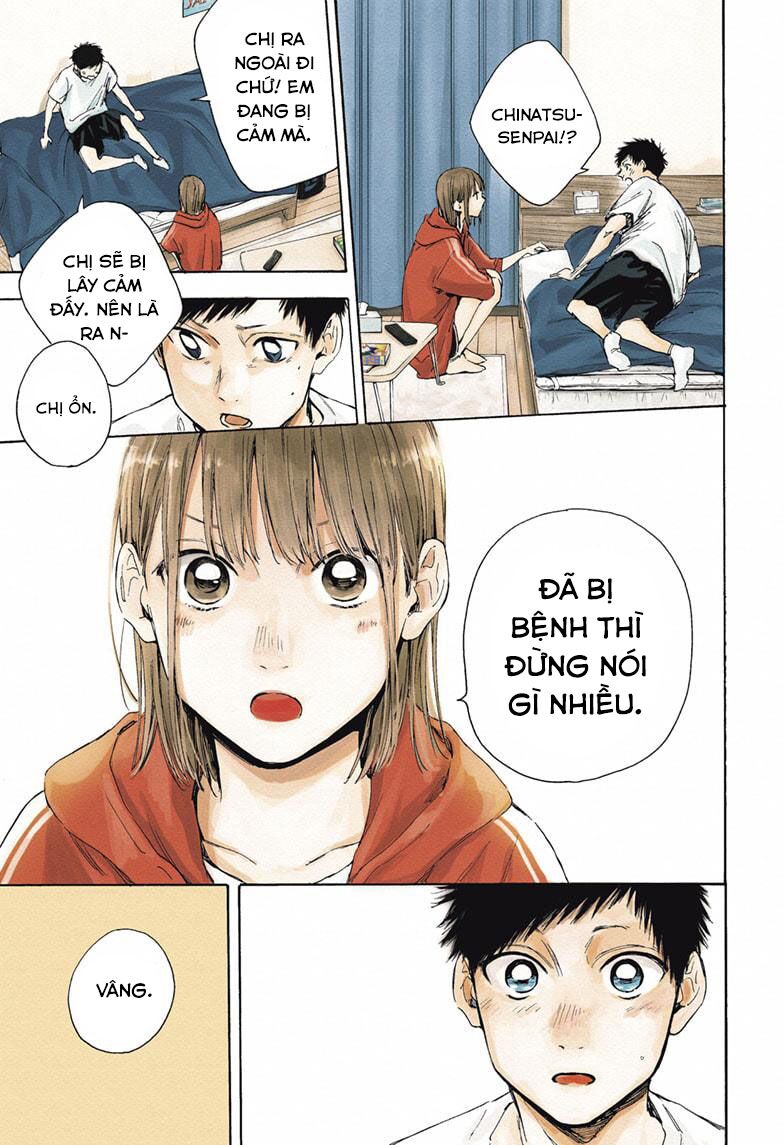 CHINATSU-
SENPAI!?
CHỊ RA
NGOÀI ĐI
CHỨ! EM
ĐANG BỊ
CẢM MÀ.
CHỊ SẼ BỊ
LÂY CẢM
ĐẤY. NÊN LÀ
RA N-
CHỊ ỔN.
ĐÃ BỊ
BỆNH THÌ
ĐỪNG NÓI
GÌ NHIỀU.
VÂNG.